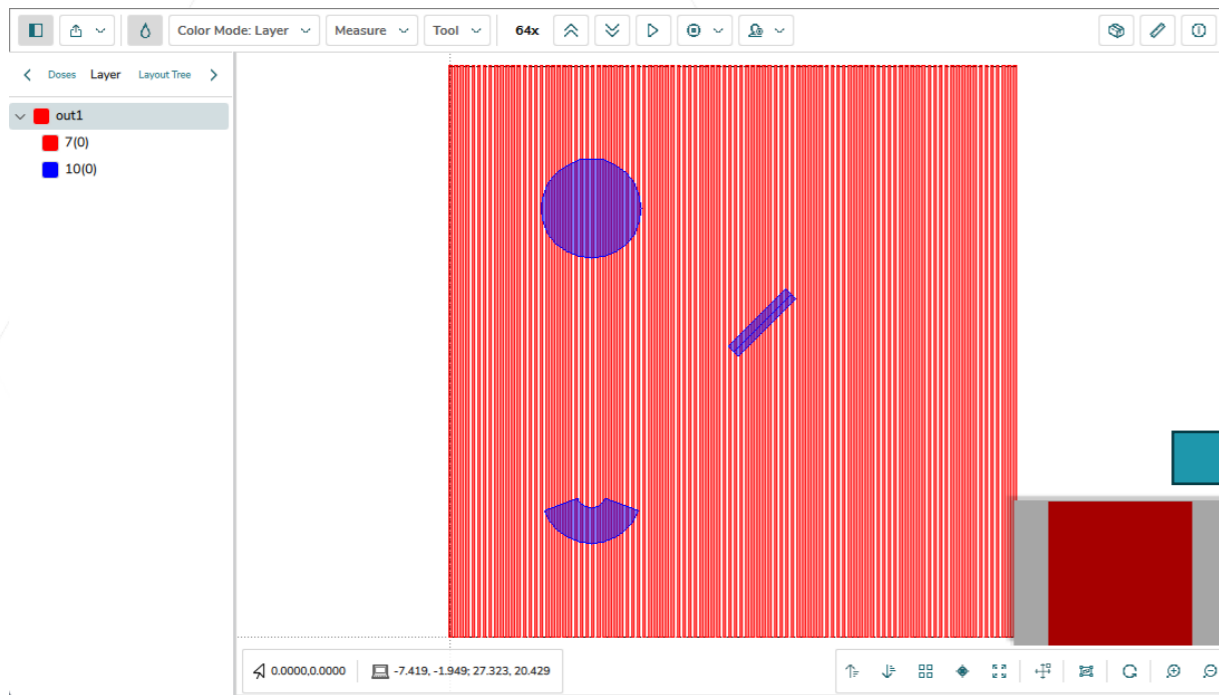 Color Mode: Layer Measure Tool 64x
Doses Layer Layout Tree
out1
7(0)
10(0)
0.0000,0.0000 -7.419, -1.949; 27.323, 20.429